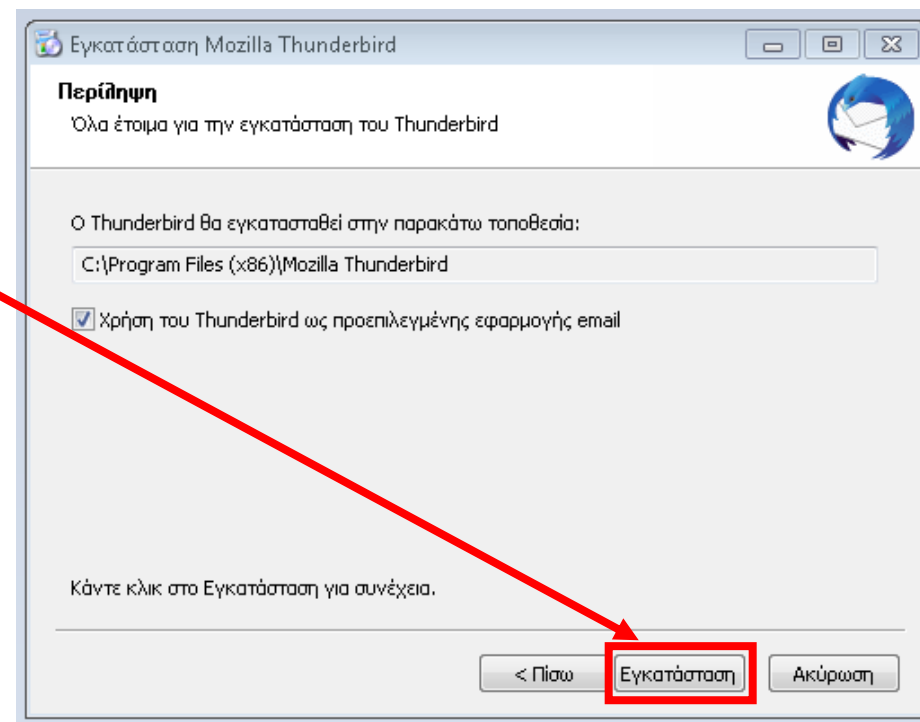 Εγκατάσταση Mozilla Thunderbird
Περίληψη
Όλα έτοιμα για την εγκατάσταση του Thunderbird
Ο Thunderbird θα εγκατασταθεί στην παρακάτω τοποθεσία:
C:\Program Files (x86)\Mozilla Thunderbird
Χρήση του Thunderbird ως προεπιλεγμένης εφαρμογής email
Κάντε κλικ στο Εγκατάσταση για συνέχεια.
< Πίσω Εγκατάσταση Ακύρωση